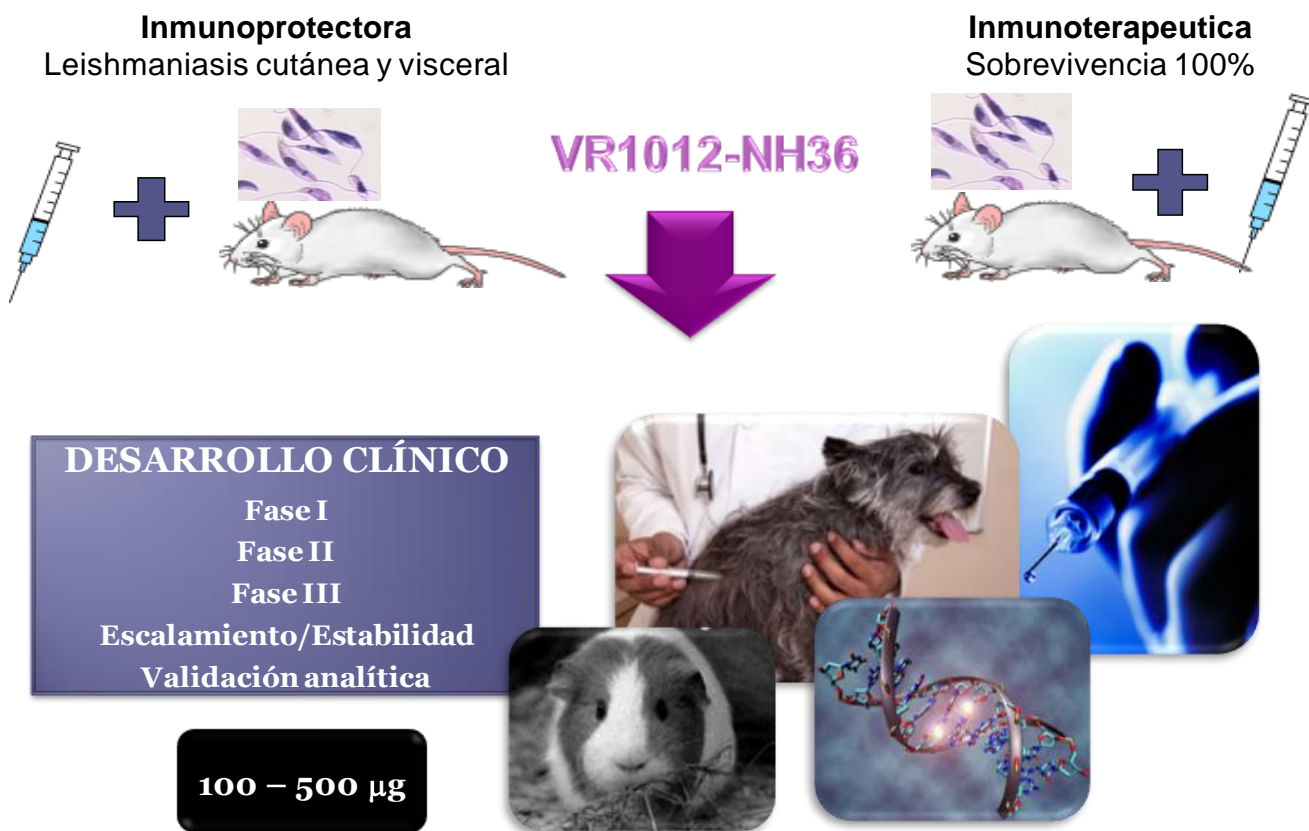 Inmunoprotectora
Leishmaniasis cutánea y visceral
Inmunoterapeutica
Sobrevivencia 100%
VR1012-NH36
DESARROLLO CLÍNICO
Fase I
Fase II
Fase III
Escalamiento/Estabilidad
Validación analítica
100 – 500 µg